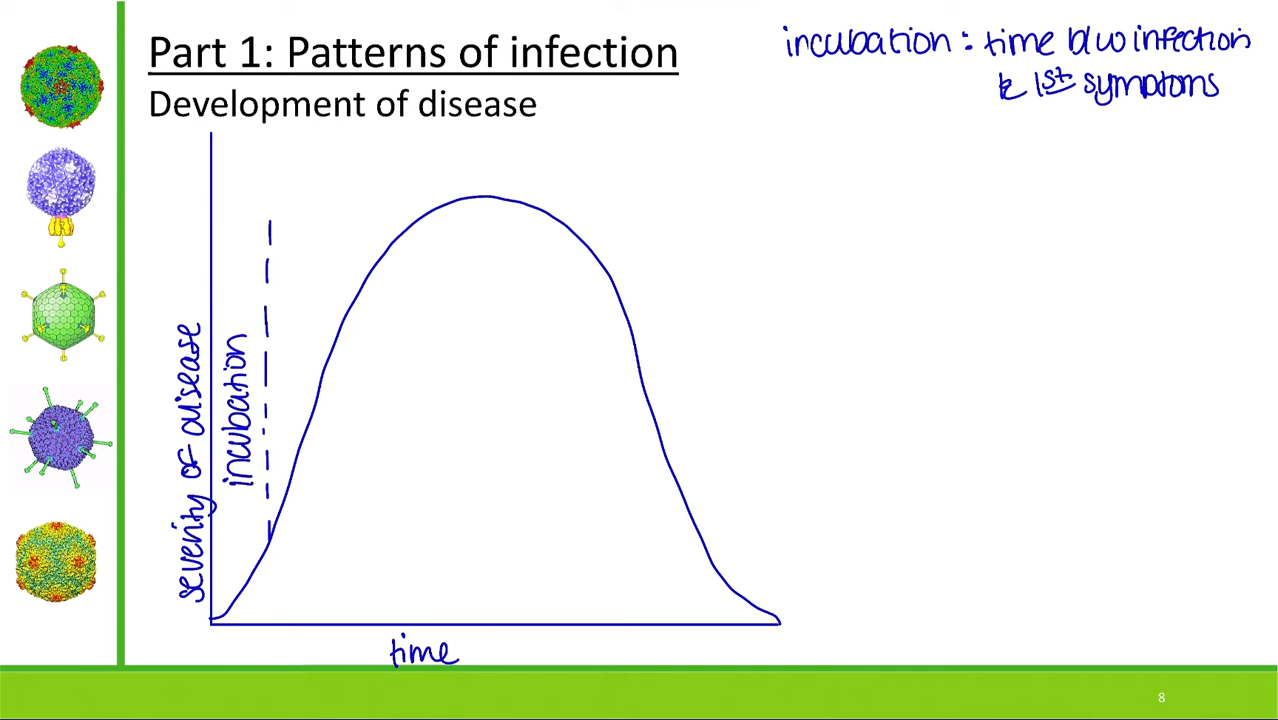 Part 1: Patterns of infection
Development of disease
incubation : time b/wo infection
& 1st symptoms
severity of disease
incubation
time
8